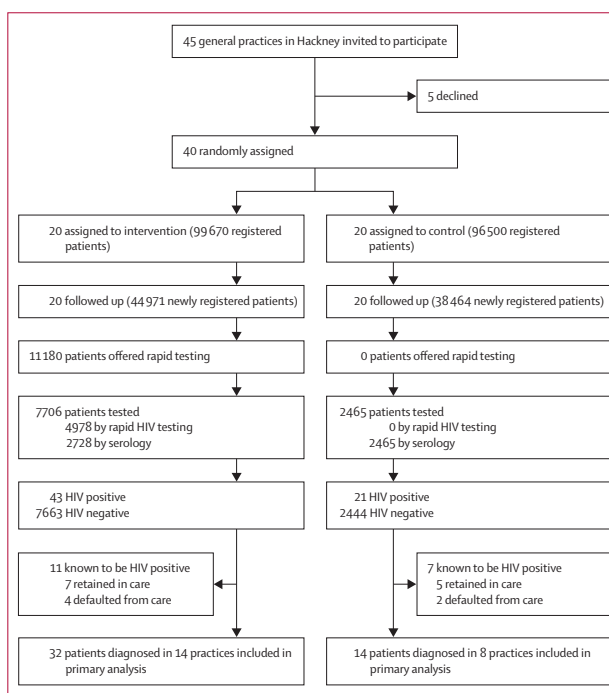 45 general practices in Hackney invited to participate
5 declined
40 randomly assigned
20 assigned to intervention (99 670 registered
patients)
20 assigned to control (96 500 registered
patients)
20 followed up (44 971 newly registered patients)
20 followed up (38 464 newly registered patients)
11 180 patients offered rapid testing
0 patients offered rapid testing
7706 patients tested
4978 by rapid HIV testing
2728 by serology
2465 patients tested
0 by rapid HIV testing
2465 by serology
43 HIV positive
7663 HIV negative
21 HIV positive
2444 HIV negative
11 known to be HIV positive
7 retained in care
4 defaulted from care
7 known to be HIV positive
5 retained in care
2 defaulted from care
32 patients diagnosed in 14 practices included in
primary analysis
14 patients diagnosed in 8 practices included in
primary analysis